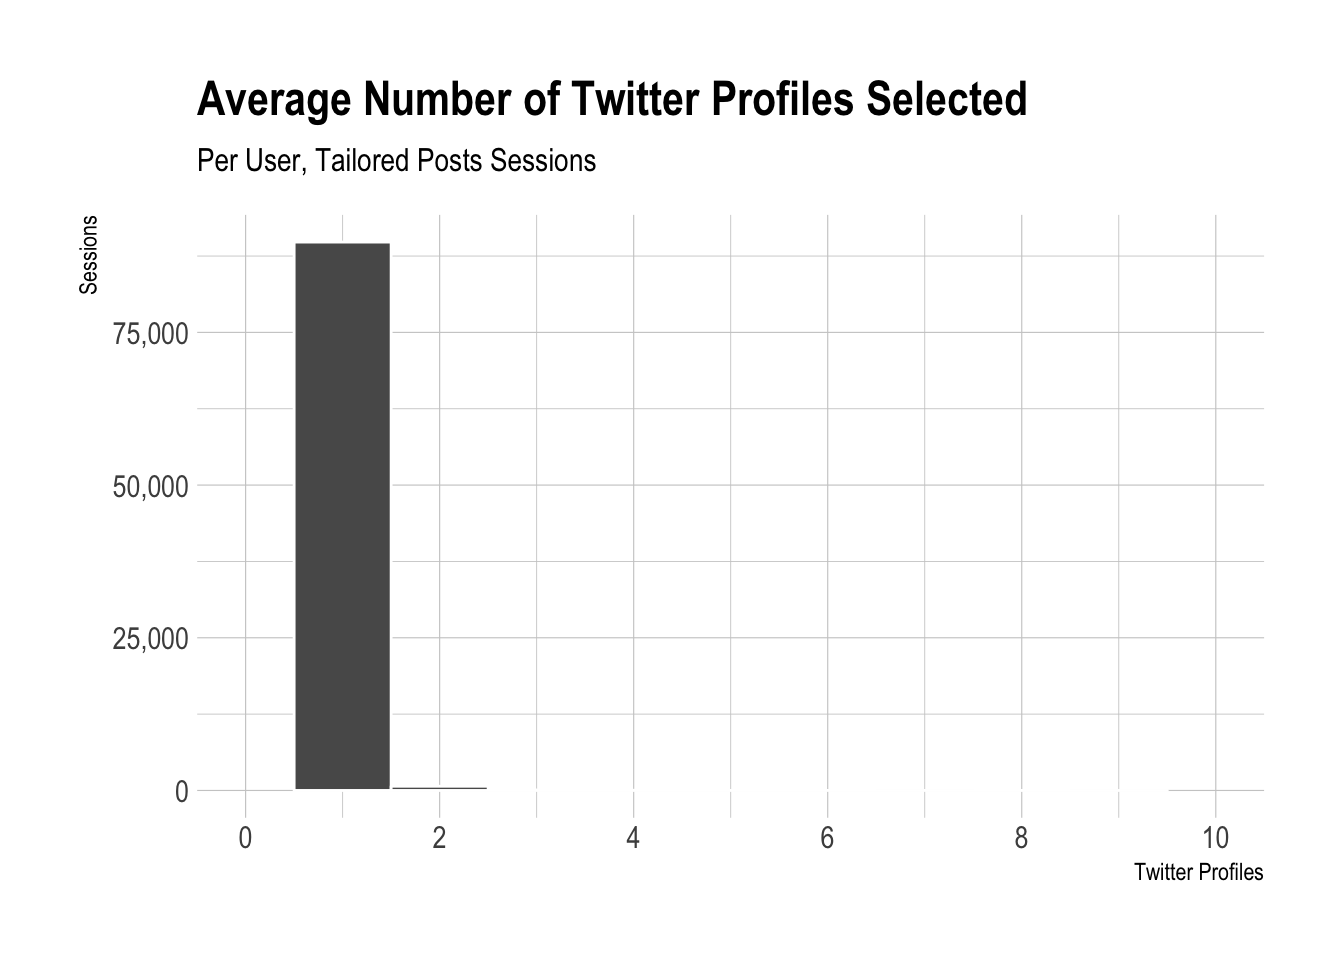 Average Number of Twitter Profiles Selected
Per User, Tailored Posts Sessions
Sessions
75,000
50,000
25,000
0
0 2 4 6 8 10
Twitter Profiles